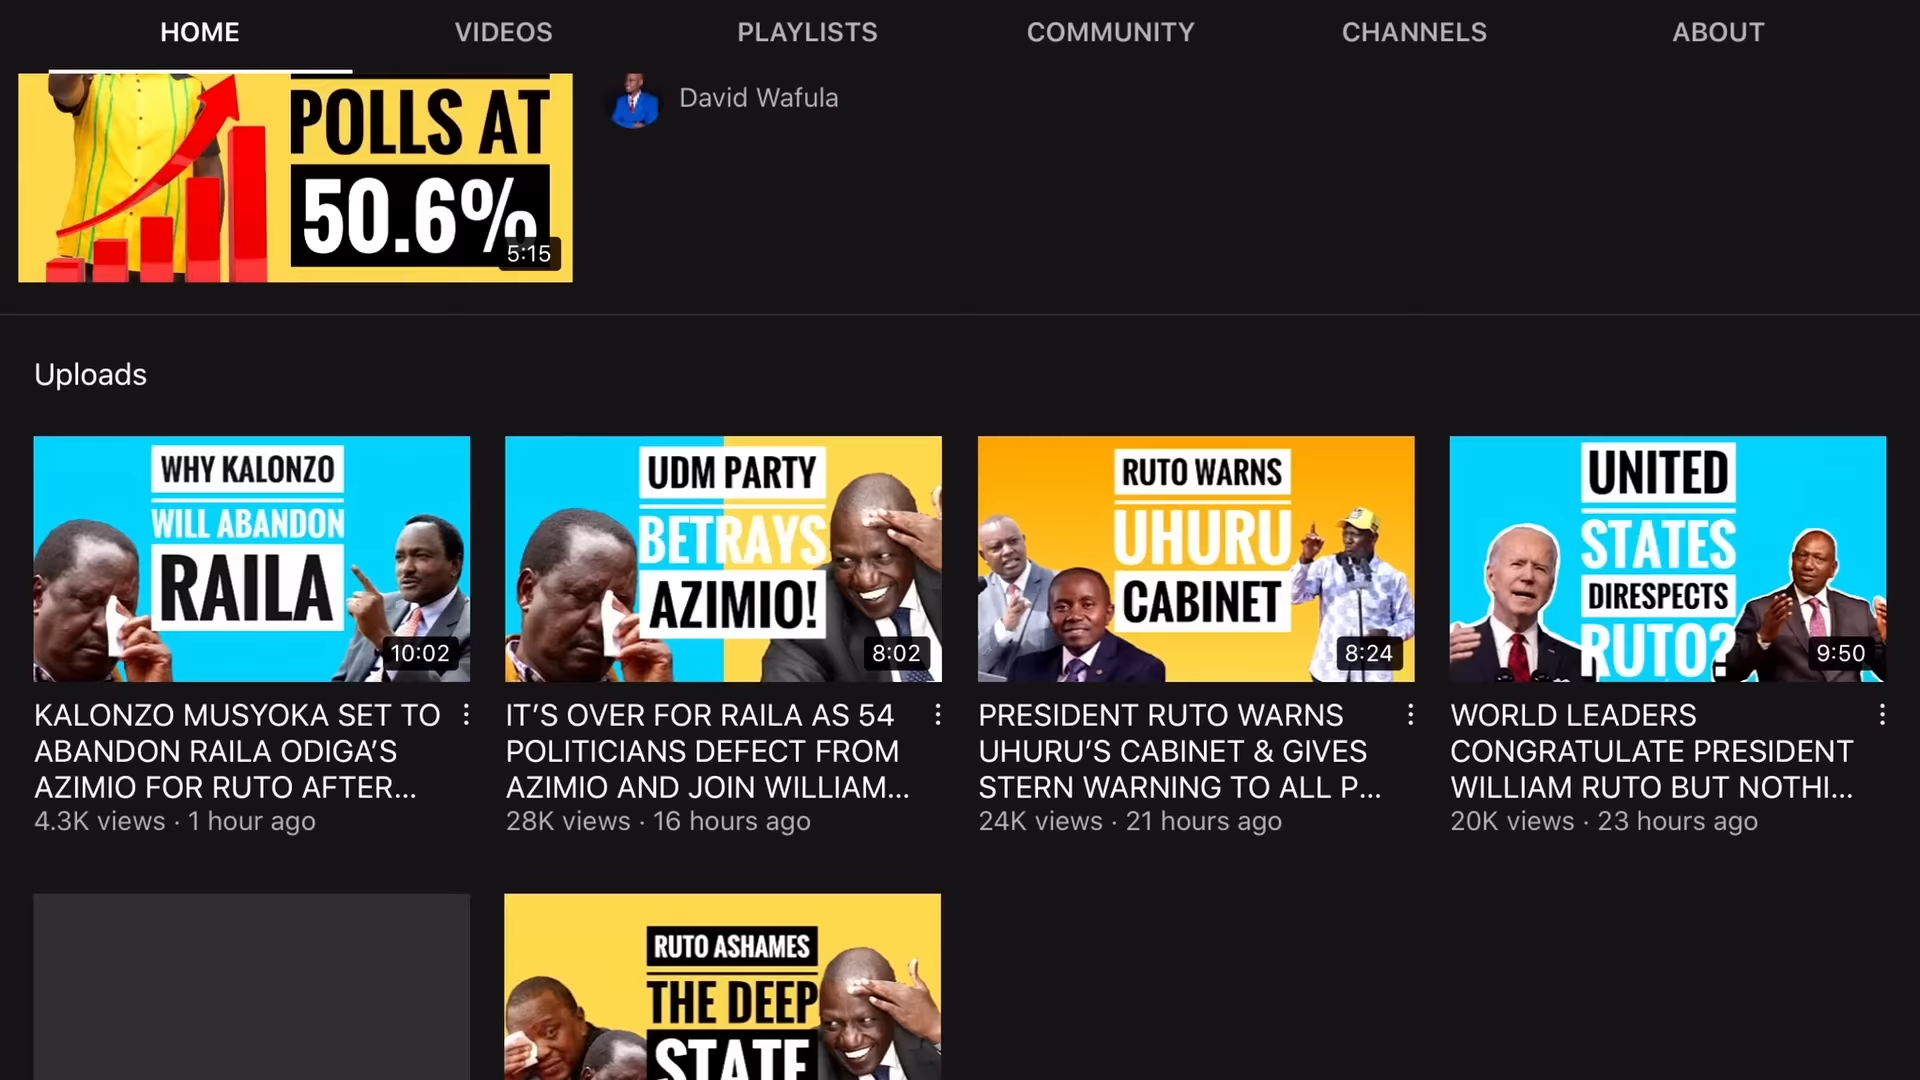 HOME
VIDEOS
PLAYLISTS
COMMUNITY
CHANNELS
ABOUT
POLLS AT
50.6%
5:15
David Wafula
Uploads
WHY KALONZO
WILL ABANDON
RAILA
10:02
UDM PARTY
BETRAYS
AZIMIO!
8:02
RUTO WARNS
UHURU
CABINET
8:24
UNITED
STATES
DIRESPECTS
RUTO?
9:50
KALONZO MUSYOKA SET TO
ABANDON RAILA ODIGA’S
AZIMIO FOR RUTO AFTER...
4.3K views · 1 hour ago
IT’S OVER FOR RAILA AS 54
POLITICIANS DEFECT FROM
AZIMIO AND JOIN WILLIAM...
28K views · 16 hours ago
PRESIDENT RUTO WARNS
UHURU’S CABINET & GIVES
STERN WARNING TO ALL P...
24K views · 21 hours ago
WORLD LEADERS
CONGRATULATE PRESIDENT
WILLIAM RUTO BUT NOTHI...
20K views · 23 hours ago
RUTO ASHAMES
THE DEEP
STATE